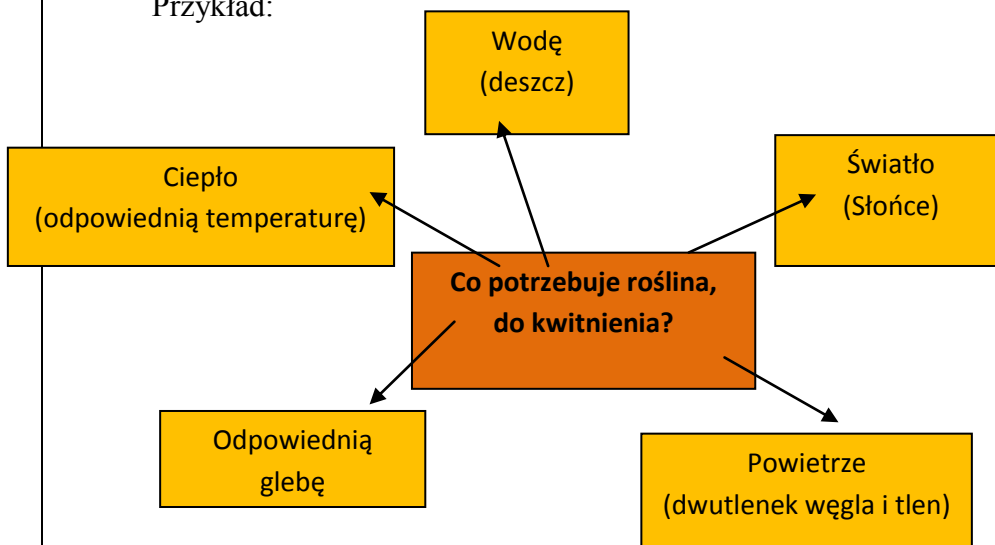 Przykład:
Wodę
(deszcz)
Ciepło
(odpowiednią temperaturę)
Światło
(Słońce)
Co potrzebuje roślina,
do kwitnienia?
Odpowiednią
glebę
Powietrze
(dwutlenek węgla i tlen)